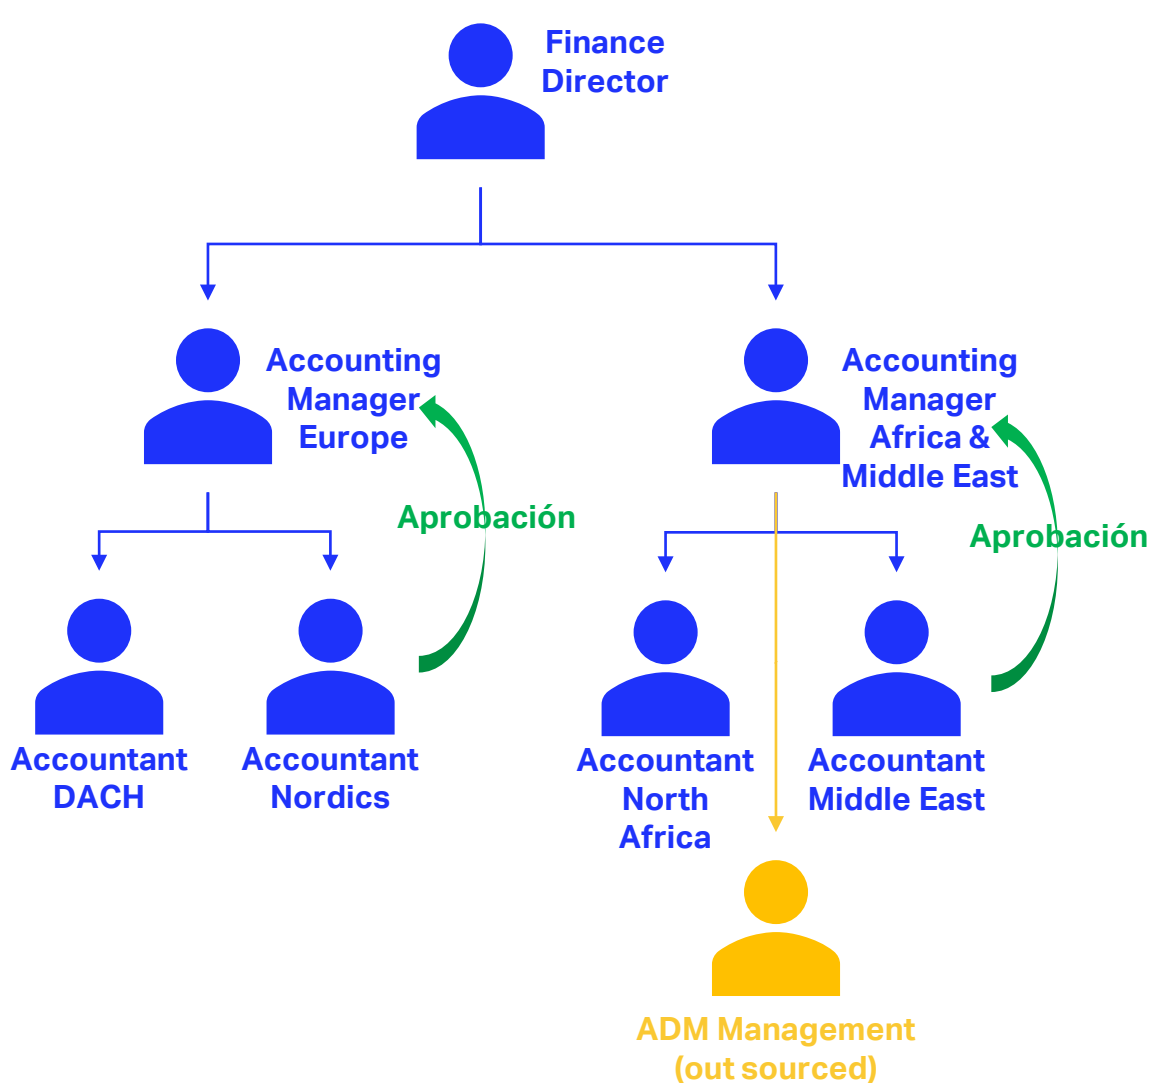 Finance
Director
Accounting
Manager
Europe
Accounting
Manager
Africa &
Middle East
Aprobación
Aprobación
Accountant
DACH
Accountant
Nordics
Accountant
North
Africa
Accountant
Middle East
ADM Management
(out sourced)